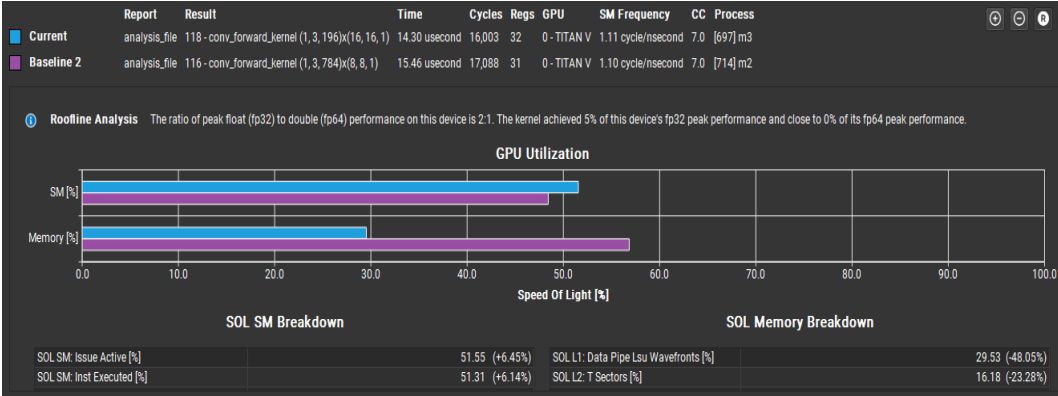 Report Result Time Cycles Regs GPU SM Frequency CC Process
Current analysis_file 118 - conv_forward_kernel (1, 3, 196)x(16, 16, 1) 14.30 usecond 16,003 32 0 - TITAN V 1.11 cycle/nsecond 7.0 [697] m3
Baseline 2 analysis_file 116 - conv_forward_kernel (1, 3, 784)x(8, 8, 1) 15.46 usecond 17,088 31 0 - TITAN V 1.10 cycle/nsecond 7.0 [714] m2
Roofline Analysis The ratio of peak float (fp32) to double (fp64) performance on this device is 2:1. The kernel achieved 5% of this device's fp32 peak performance and close to 0% of its fp64 peak performance.
GPU Utilization
SM [%]
Memory [%]
0.0 10.0 20.0 30.0 40.0 50.0 60.0 70.0 80.0 90.0 100.0
Speed Of Light [%]
SOL SM Breakdown SOL Memory Breakdown
SOL SM: Issue Active [%] 51.55 (+6.45%) SOL L1: Data Pipe Lsu Wavefronts [%] 29.53 (-48.05%)
SOL SM: Inst Executed [%] 51.31 (+6.14%) SOL L2: T Sectors [%] 16.18 (-23.28%)